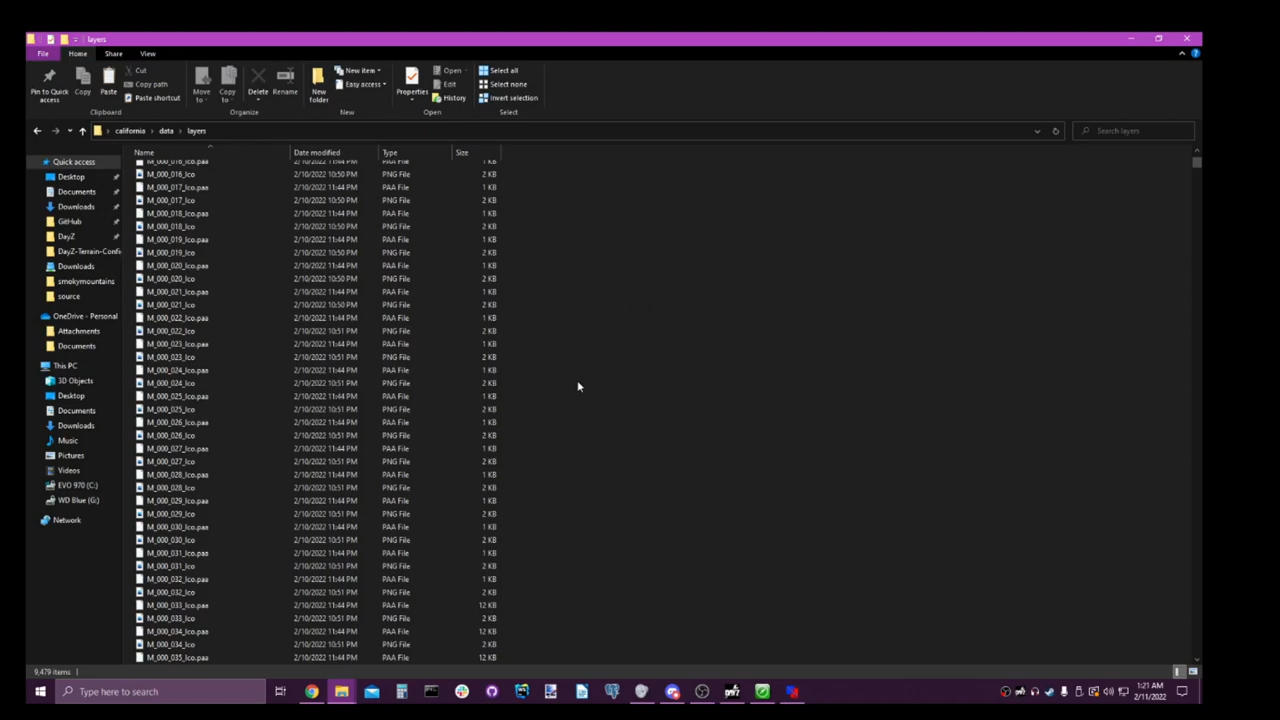 layers
File Home Share View
Pin to Quick access
Copy
Paste
Cut
Copy path
Paste shortcut
Clipboard
Move to
Copy to
Delete
Rename
Organize
New folder
New item
Easy access
New
Properties
Open
Edit
History
Open
Select all
Select none
Invert selection
Select
california data layers
Search layers
Name Date modified Type Size
Quick access
Desktop
Documents
Downloads
GitHub
DayZ
DayZ-Terrain-Confi
Downloads
smokymountains
source
OneDrive - Personal
Attachments
Documents
This PC
3D Objects
Desktop
Documents
Downloads
Music
Pictures
Videos
EVO 970 (C:)
WD Blue (G:)
Network
M_000_016_lco.paa 2/10/2022 11:44 PM PAA File 1 KB
M_000_016_lco 2/10/2022 10:50 PM PNG File 2 KB
M_000_017_lco.paa 2/10/2022 11:44 PM PAA File 1 KB
M_000_017_lco 2/10/2022 10:50 PM PNG File 2 KB
M_000_018_lco.paa 2/10/2022 11:44 PM PAA File 1 KB
M_000_018_lco 2/10/2022 10:50 PM PNG File 2 KB
M_000_019_lco.paa 2/10/2022 11:44 PM PAA File 1 KB
M_000_019_lco 2/10/2022 10:50 PM PNG File 2 KB
M_000_020_lco.paa 2/10/2022 11:44 PM PAA File 1 KB
M_000_020_lco 2/10/2022 10:50 PM PNG File 2 KB
M_000_021_lco.paa 2/10/2022 11:44 PM PAA File 1 KB
M_000_021_lco 2/10/2022 10:50 PM PNG File 2 KB
M_000_022_lco.paa 2/10/2022 11:44 PM PAA File 1 KB
M_000_022_lco 2/10/2022 10:51 PM PNG File 2 KB
M_000_023_lco.paa 2/10/2022 11:44 PM PAA File 1 KB
M_000_023_lco 2/10/2022 10:51 PM PNG File 2 KB
M_000_024_lco.paa 2/10/2022 11:44 PM PAA File 1 KB
M_000_024_lco 2/10/2022 10:51 PM PNG File 2 KB
M_000_025_lco.paa 2/10/2022 11:44 PM PAA File 1 KB
M_000_025_lco 2/10/2022 10:51 PM PNG File 2 KB
M_000_026_lco.paa 2/10/2022 11:44 PM PAA File 1 KB
M_000_026_lco 2/10/2022 10:51 PM PNG File 2 KB
M_000_027_lco.paa 2/10/2022 11:44 PM PAA File 1 KB
M_000_027_lco 2/10/2022 10:51 PM PNG File 2 KB
M_000_028_lco.paa 2/10/2022 11:44 PM PAA File 1 KB
M_000_028_lco 2/10/2022 10:51 PM PNG File 2 KB
M_000_029_lco.paa 2/10/2022 11:44 PM PAA File 1 KB
M_000_029_lco 2/10/2022 10:51 PM PNG File 2 KB
M_000_030_lco.paa 2/10/2022 11:44 PM PAA File 1 KB
M_000_030_lco 2/10/2022 10:51 PM PNG File 2 KB
M_000_031_lco.paa 2/10/2022 11:44 PM PAA File 1 KB
M_000_031_lco 2/10/2022 10:51 PM PNG File 2 KB
M_000_032_lco.paa 2/10/2022 11:44 PM PAA File 1 KB
M_000_032_lco 2/10/2022 10:51 PM PNG File 2 KB
M_000_033_lco.paa 2/10/2022 11:44 PM PAA File 12 KB
M_000_033_lco 2/10/2022 10:51 PM PNG File 2 KB
M_000_034_lco.paa 2/10/2022 11:44 PM PAA File 12 KB
M_000_034_lco 2/10/2022 10:51 PM PNG File 2 KB
M_000_035_lco.paa 2/10/2022 11:44 PM PAA File 12 KB
9,479 items
Type here to search
1:21 AM
2/11/2022